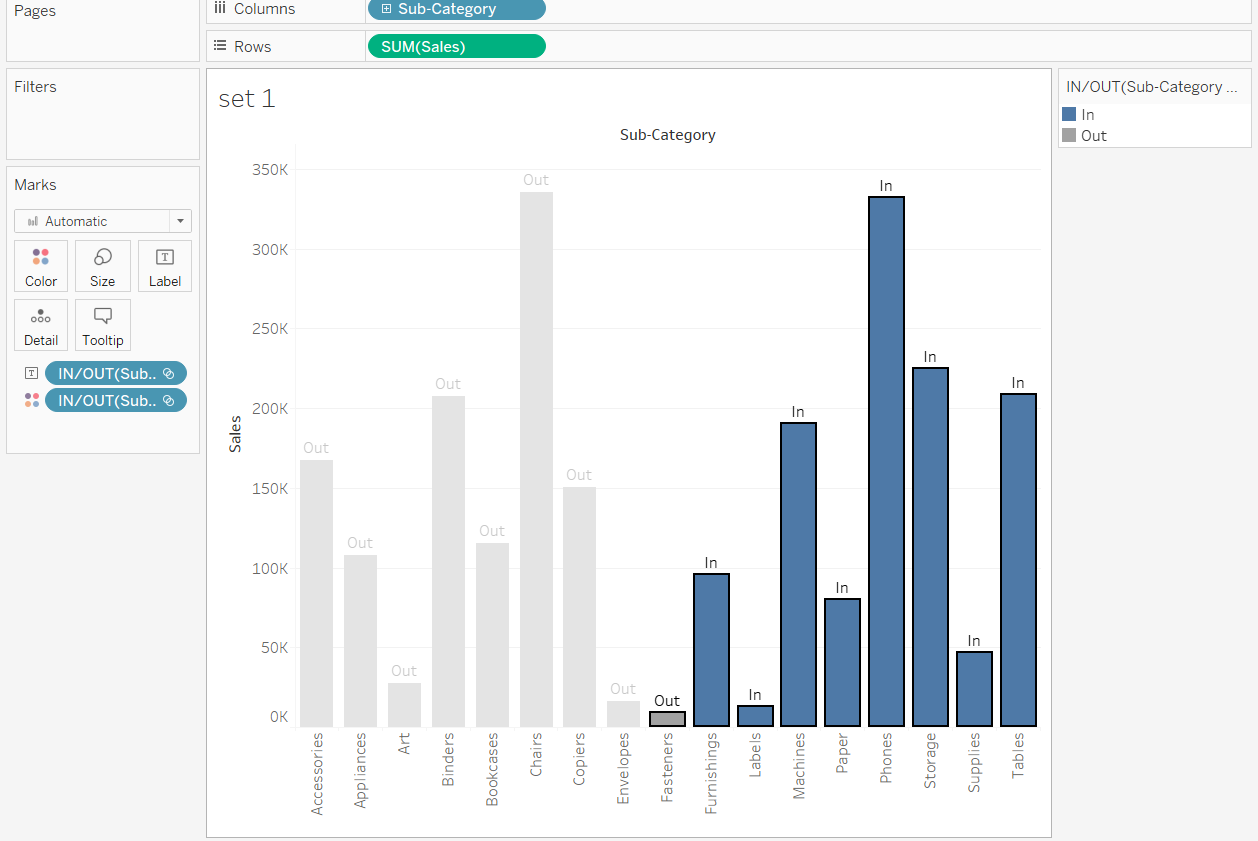 Pages
Columns
Sub-Category
Rows
SUM(Sales)
Filters
Marks
Automatic
Color
Size
T
Label
Detail
Tooltip
T IN/OUT(Sub..
IN/OUT(Sub..
set 1
Sub-Category
Sales
350K
300K
250K
200K
150K
100K
50K
0K
Out
Out
Out
Out
Out
Out
Out
Out
Out
In
In
In
In
In
In
In
In
Accessories
Appliances
Art
Binders
Bookcases
Chairs
Copiers
Envelopes
Fasteners
Furnishings
Labels
Machines
Paper
Phones
Storage
Supplies
Tables
IN/OUT(Sub-Category ...
In
Out